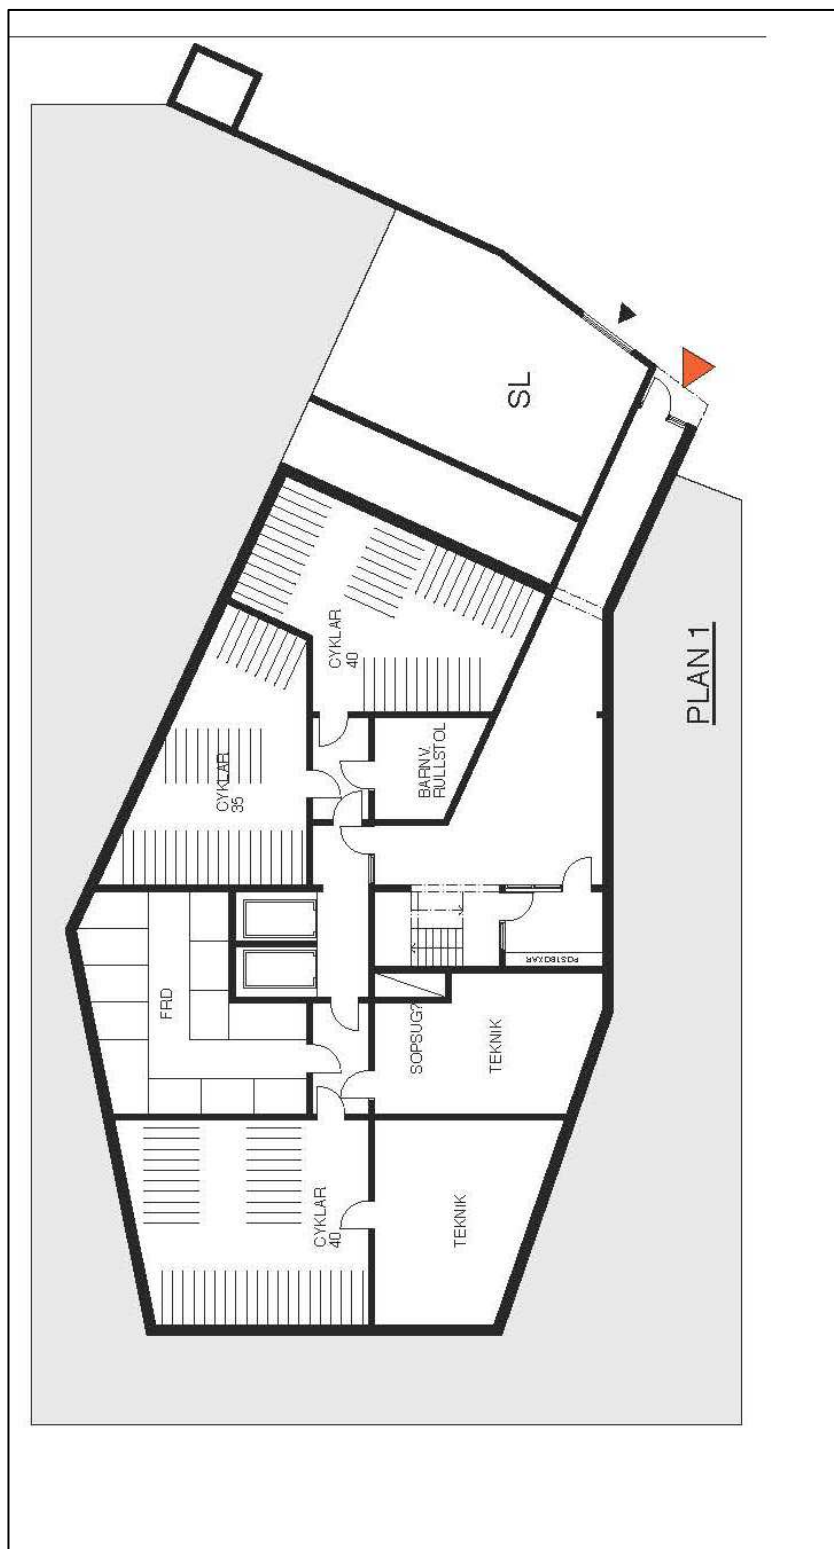 SL
CYKLAR
40
PLAN 1
CYKLAR
35
BARNV.
RULLSTOL
POSTBOXAR
FRD
SOPSUG?
TEKNIK
CYKLAR
40
TEKNIK